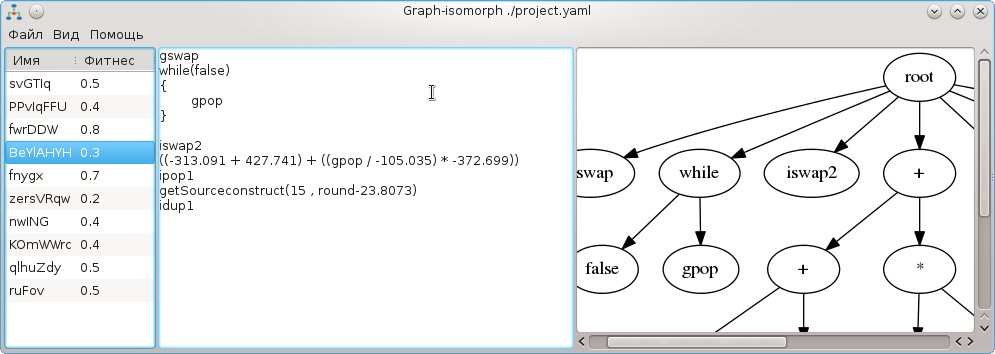 Graph-isomorph ./project.yaml
Файл Вид Помощь
Имя Фитнес
svGTIq 0.5
PPvIqFFU 0.4
fwrDDW 0.8
BeYlAHYH 0.3
fnygx 0.7
zersVRqw 0.2
nwING 0.4
KOmWWrc 0.4
qlhuZdy 0.5
ruFov 0.5
gswap
while(false)
{
gpop
}
iswap2
((-313.091 + 427.741) + ((gpop / -105.035) * -372.699))
ipop1
getSourceconstruct(15 , round-23.8073)
idup1
root
swap while iswap2 +
false gpop + *